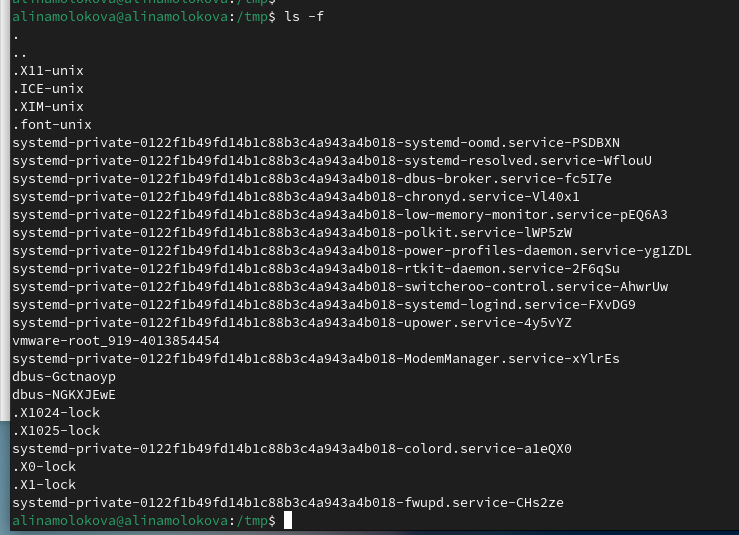 alinamolokova@alinamolokova:/tmp$
alinamolokova@alinamolokova:/tmp$ ls -f
.
..
.X11-unix
.ICE-unix
.XIM-unix
.font-unix
systemd-private-0122f1b49fd14b1c88b3c4a943a4b018-systemd-oomd.service-PSDBXN
systemd-private-0122f1b49fd14b1c88b3c4a943a4b018-systemd-resolved.service-WflouU
systemd-private-0122f1b49fd14b1c88b3c4a943a4b018-dbus-broker.service-fc5I7e
systemd-private-0122f1b49fd14b1c88b3c4a943a4b018-chronyd.service-Vl40x1
systemd-private-0122f1b49fd14b1c88b3c4a943a4b018-low-memory-monitor.service-pEQ6A3
systemd-private-0122f1b49fd14b1c88b3c4a943a4b018-polkit.service-lWP5zW
systemd-private-0122f1b49fd14b1c88b3c4a943a4b018-power-profiles-daemon.service-yg1ZDL
systemd-private-0122f1b49fd14b1c88b3c4a943a4b018-rtkit-daemon.service-2F6qSu
systemd-private-0122f1b49fd14b1c88b3c4a943a4b018-switcheroo-control.service-AhwrUw
systemd-private-0122f1b49fd14b1c88b3c4a943a4b018-systemd-logind.service-FXvDG9
systemd-private-0122f1b49fd14b1c88b3c4a943a4b018-upower.service-4y5vYZ
vmware-root_919-4013854454
systemd-private-0122f1b49fd14b1c88b3c4a943a4b018-ModemManager.service-xYlrEs
dbus-Gctnaoyp
dbus-NGKXJEwE
.X1024-lock
.X1025-lock
systemd-private-0122f1b49fd14b1c88b3c4a943a4b018-colord.service-a1eQX0
.X0-lock
.X1-lock
systemd-private-0122f1b49fd14b1c88b3c4a943a4b018-fwupd.service-CHs2ze
alinamolokova@alinamolokova:/tmp$